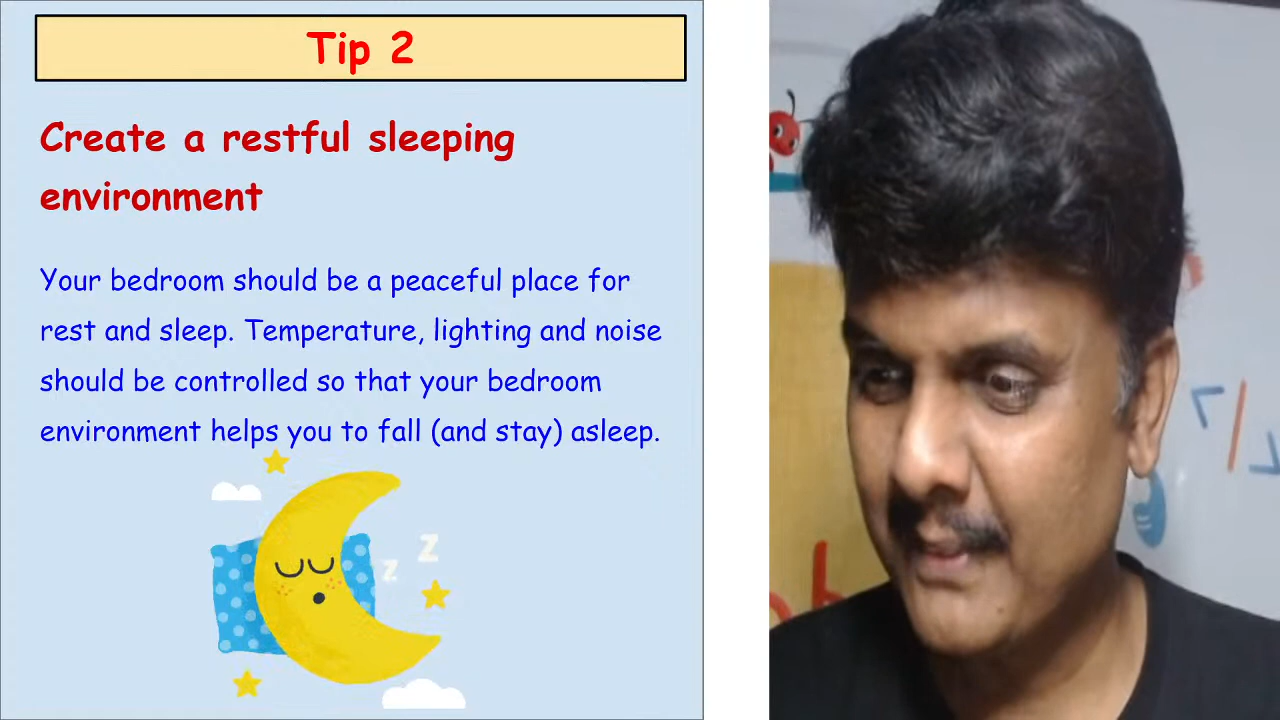 Tip 2
Create a restful sleeping
environment
Your bedroom should be a peaceful place for
rest and sleep. Temperature, lighting and noise
should be controlled so that your bedroom
environment helps you to fall (and stay) asleep.
z
z